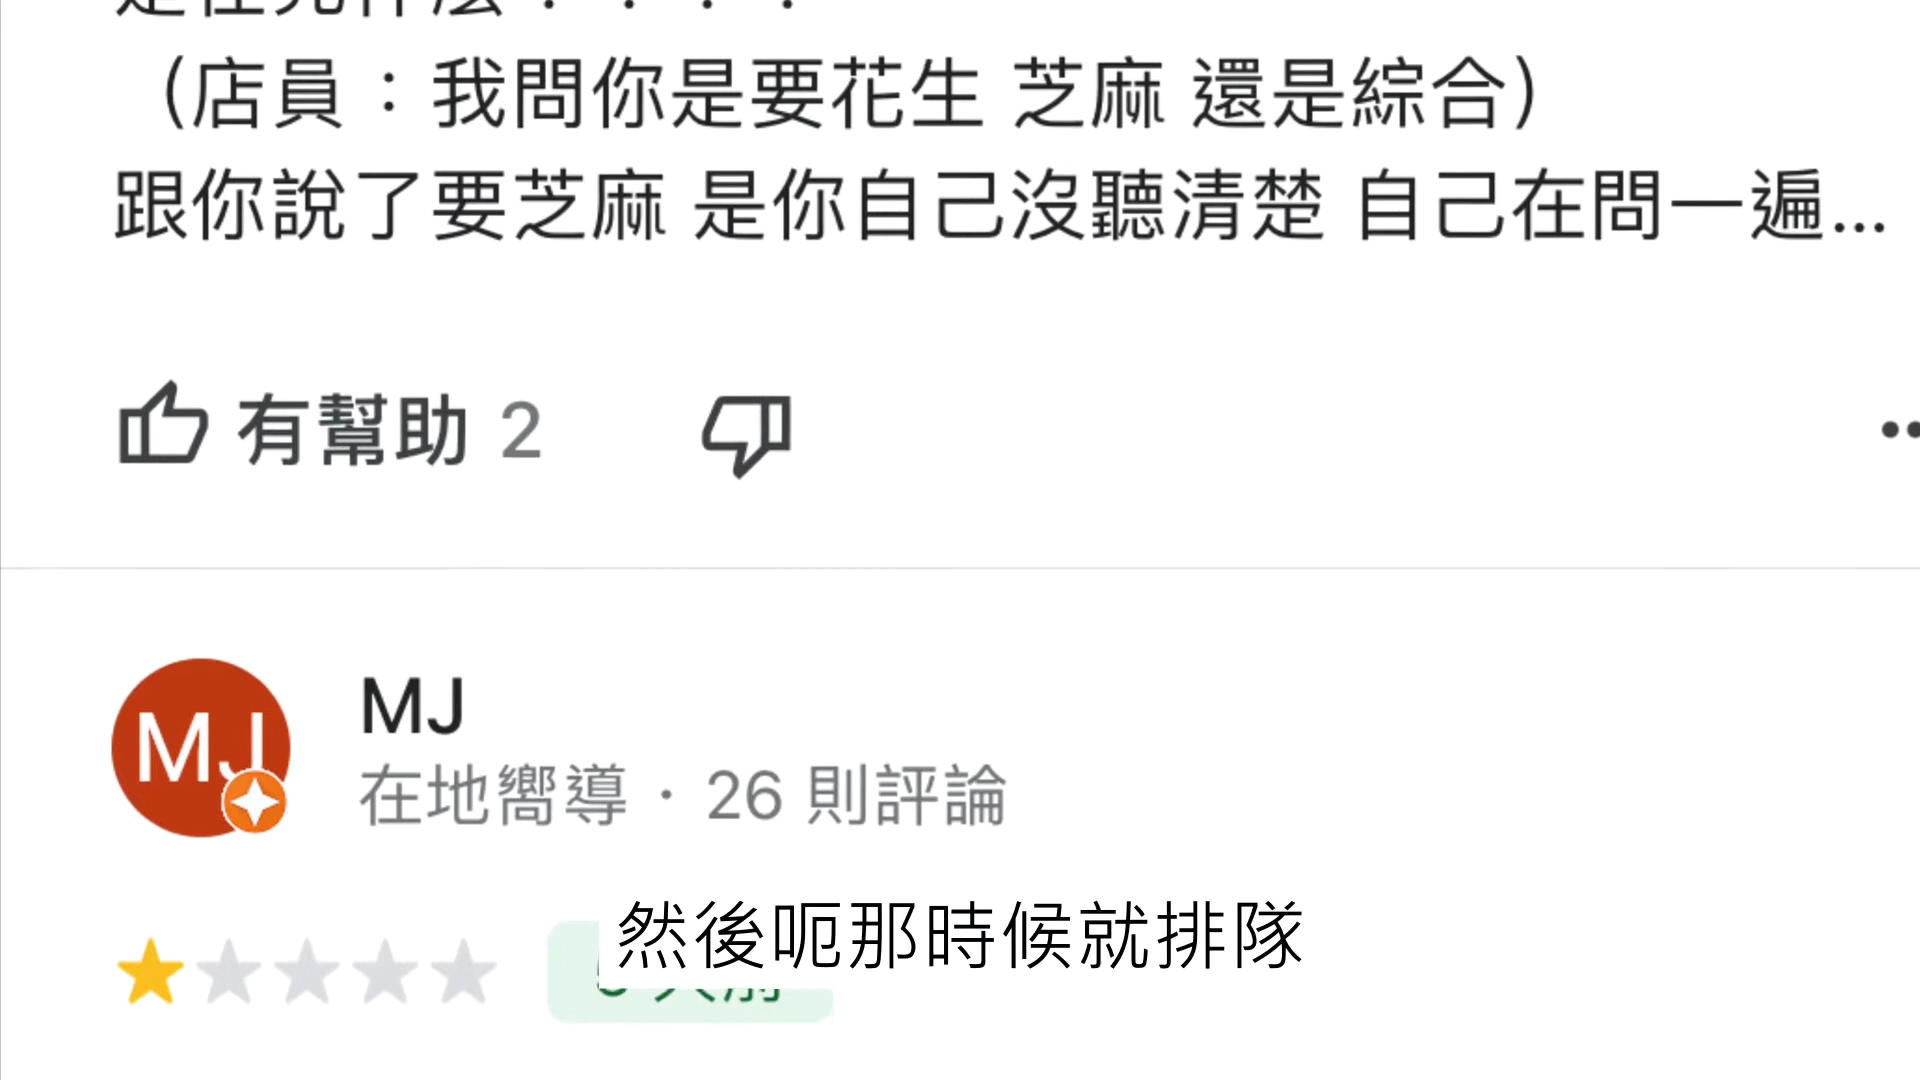 (店員：我問你是要花生 芝麻 還是綜合)
跟你說了要芝麻 是你自己沒聽清楚 自己在問一遍...
有幫助 2
MJ
MJ
在地嚮導 · 26 則評論
然後呃那時候就排隊